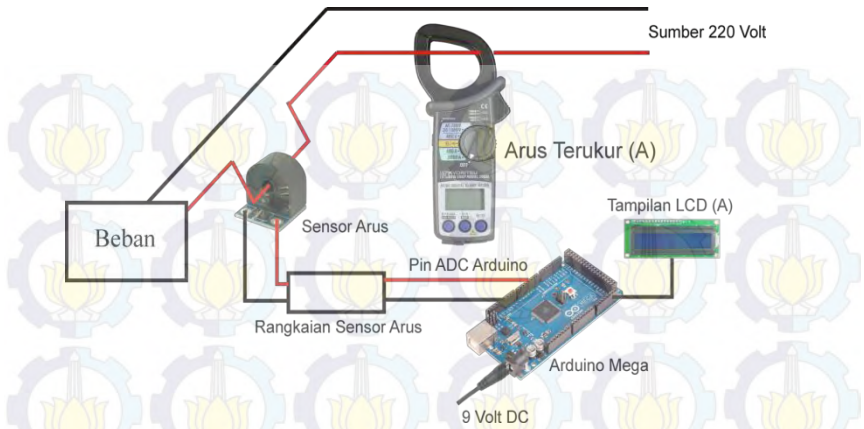 Sumber 220 Volt
Arus Terukur (A)
Tampilan LCD (A)
Beban
Sensor Arus
Pin ADC Arduino
Rangkaian Sensor Arus
Arduino Mega
9 Volt DC